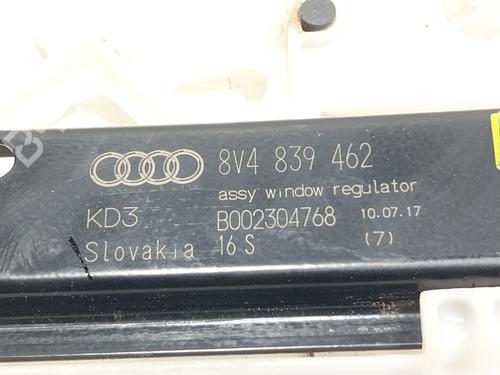 8V4 839 462
assy window regulator
KD3 B002304768 10.07.17
Slovakia 16 S (7)